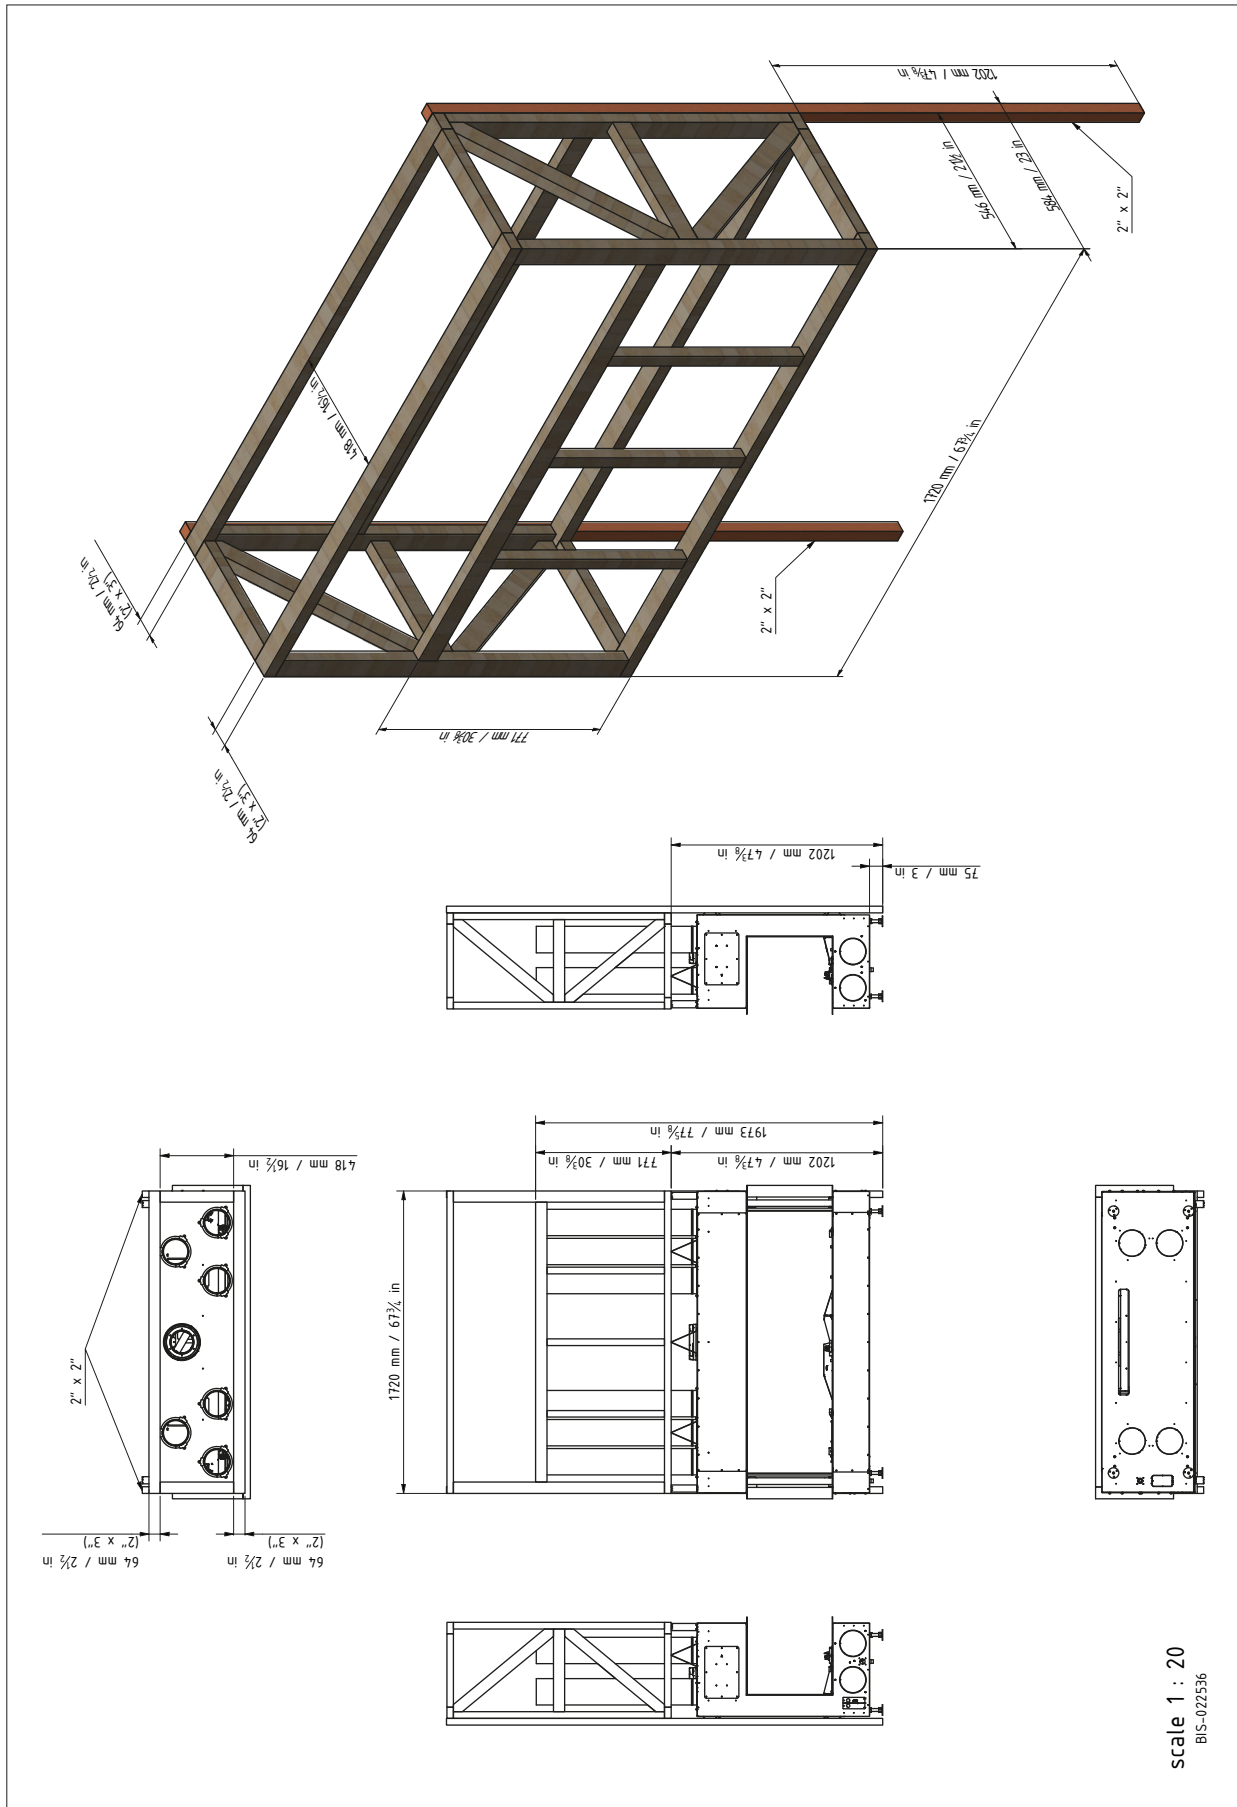 1202 mm / 47⅜ in
546 mm / 21½ in
584 mm / 23 in
2" x 2"
418 mm / 16½ in
1720 mm / 67¾ in
2" x 2"
64 mm / 2½ in
(2" x 3")
771 mm / 30⅜ in
64 mm / 2½ in
(2" x 3")
1202 mm / 47⅜ in
75 mm / 3 in
418 mm / 16½ in
2" x 2"
64 mm / 2½ in
(2" x 3")
64 mm / 2½ in
(2" x 3")
1973 mm / 77⅝ in
771 mm / 30⅜ in
1202 mm / 47⅜ in
1720 mm / 67¾ in
scale 1 : 20
BIS-022536